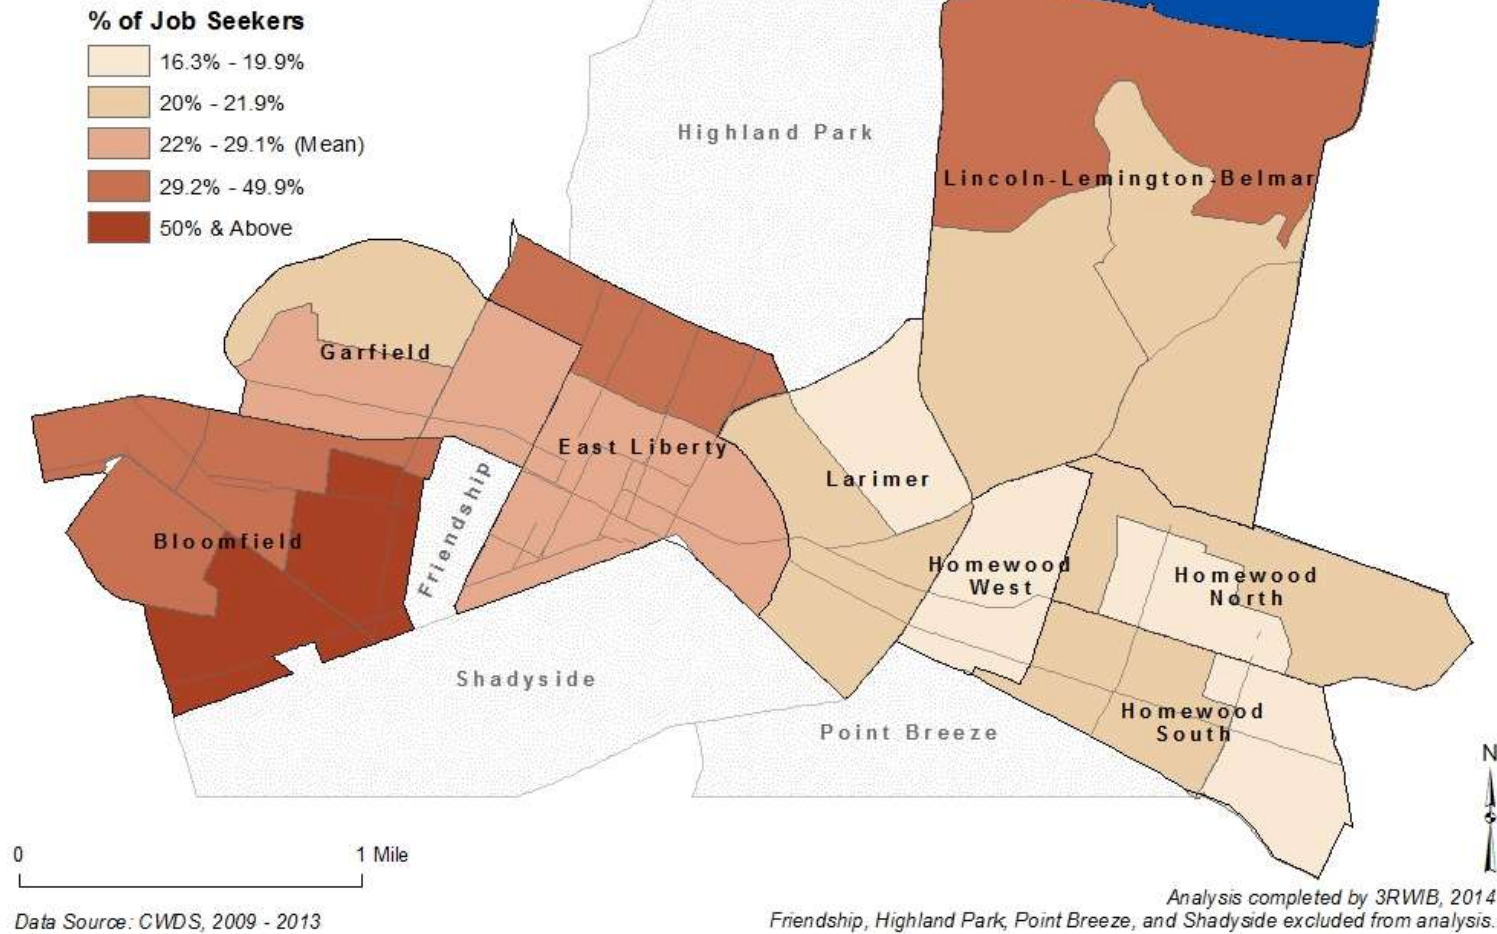 % of Job Seekers
16.3% - 19.9%
20% - 21.9%
22% - 29.1% (Mean)
29.2% - 49.9%
50% & Above
Highland Park
Lincoln-Lemington-Belmar
Garfield
East Liberty
Larimer
Bloomfield
Friendship
Homewood
West
Homewood
North
Shadyside
Homewood
South
Point Breeze
N
0 1 Mile
Analysis completed by 3RWIB, 2014
Data Source: CWDS, 2009 - 2013
Friendship, Highland Park, Point Breeze, and Shadyside excluded from analysis.